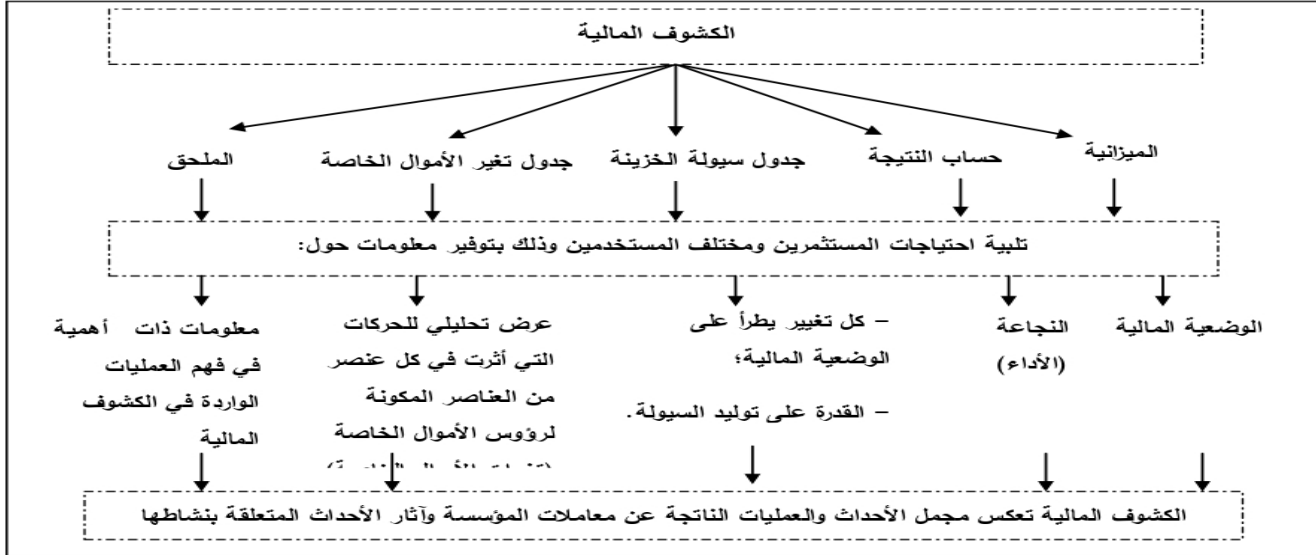 الكشوف المالية
الميزانية
حساب النتيجة
جدول سيولة الخزينة
جدول تغير الأموال الخاصة
الملحق
تلبية احتياجات المستثمرين ومختلف المستخدمين وذلك بتوفير معلومات حول:
الوضعية المالية
النجاعة
(الأداء)
– كل تغيير يطرأ على
الوضعية المالية؛
– القدرة على توليد السيولة.
عرض تحليلي للحركات
التي أثرت في كل عنصر
من العناصر المكونة
لرؤوس الأموال الخاصة
معلومات ذات أهمية
في فهم العمليات
الواردة في الكشوف
المالية
الكشوف المالية تعكس مجمل الأحداث والعمليات الناتجة عن معاملات المؤسسة وآثار الأحداث المتعلقة بنشاطها